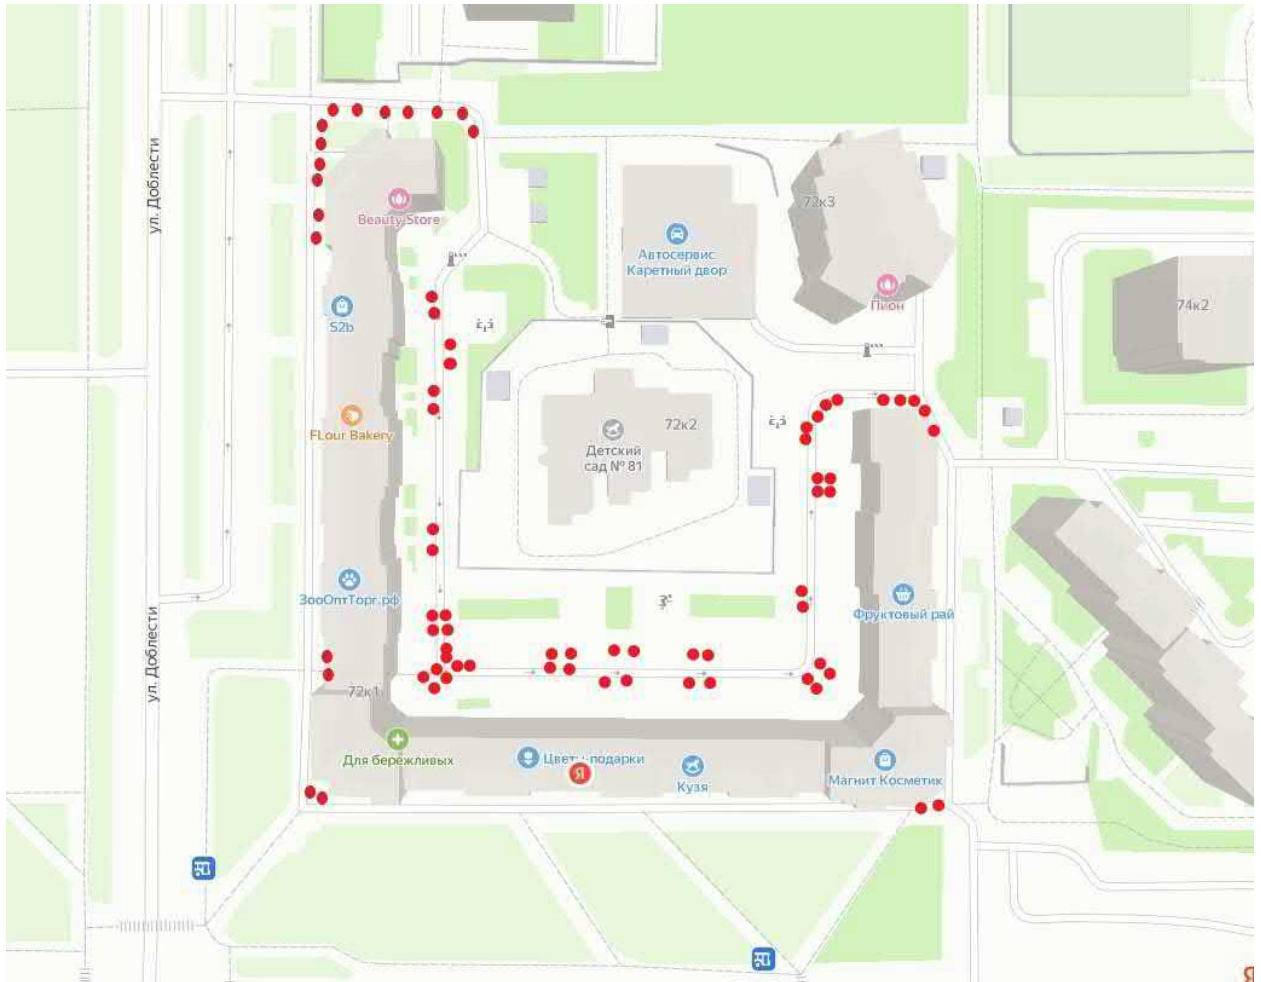 ул. Доблести
Beauty Store
72к3
Автосервис
Каретный двор
Пион
S2b
74к2
FLour Bakery
72к2
Детский
сад № 81
ЗооОптТорг.рф
Фруктовый рай
ул. Доблести
72к1
Для бережливых
Цветы-подарки
Я
Кузя
Магнит Косметик
Я